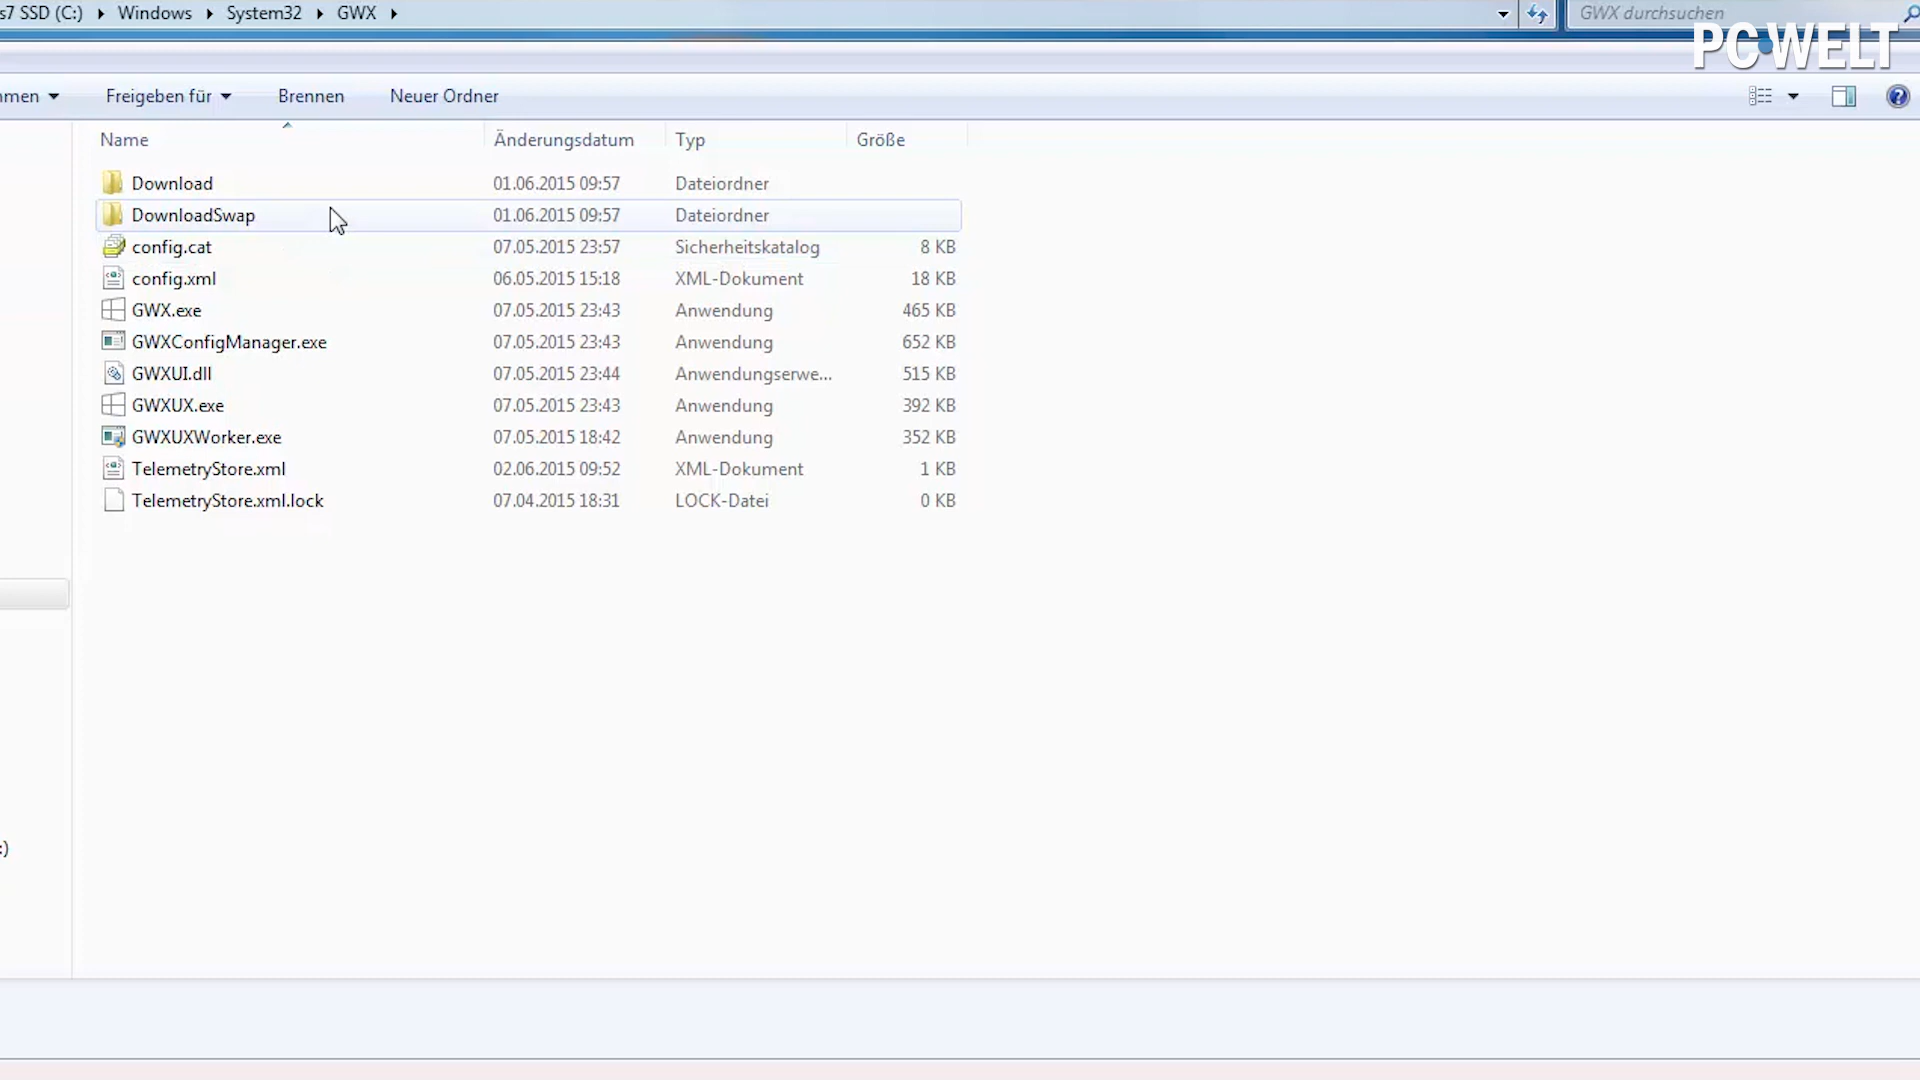 s7 SSD (C:) Windows System32 GWX GWX durchsuchen
PC WELT
men Freigeben für Brennen Neuer Ordner
Name Änderungsdatum Typ Größe
Download 01.06.2015 09:57 Dateiordner
DownloadSwap 01.06.2015 09:57 Dateiordner
config.cat 07.05.2015 23:57 Sicherheitskatalog 8 KB
config.xml 06.05.2015 15:18 XML-Dokument 18 KB
GWX.exe 07.05.2015 23:43 Anwendung 465 KB
GWXConfigManager.exe 07.05.2015 23:43 Anwendung 652 KB
GWXUI.dll 07.05.2015 23:44 Anwendungserwe... 515 KB
GWXUX.exe 07.05.2015 23:43 Anwendung 392 KB
GWXUXWorker.exe 07.05.2015 18:42 Anwendung 352 KB
TelemetryStore.xml 02.06.2015 09:52 XML-Dokument 1 KB
TelemetryStore.xml.lock 07.04.2015 18:31 LOCK-Datei 0 KB
:)